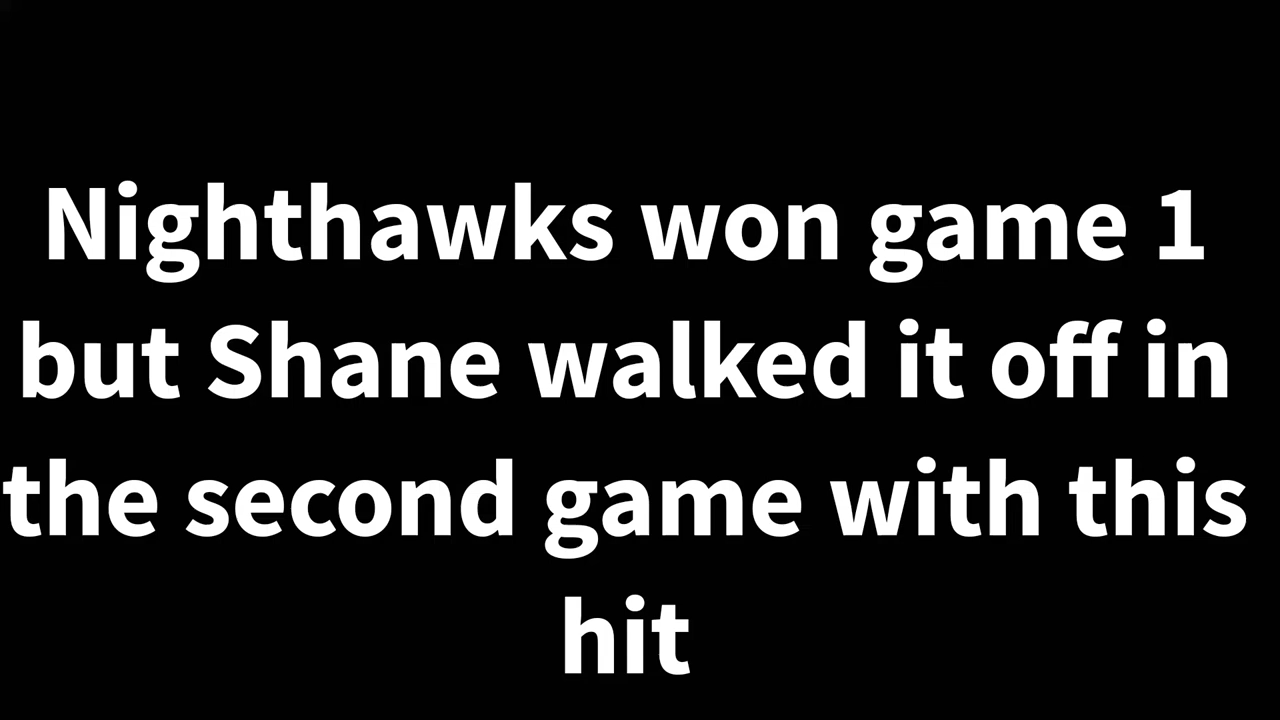 Nighthawks won game 1
but Shane walked it off in
the second game with this
hit